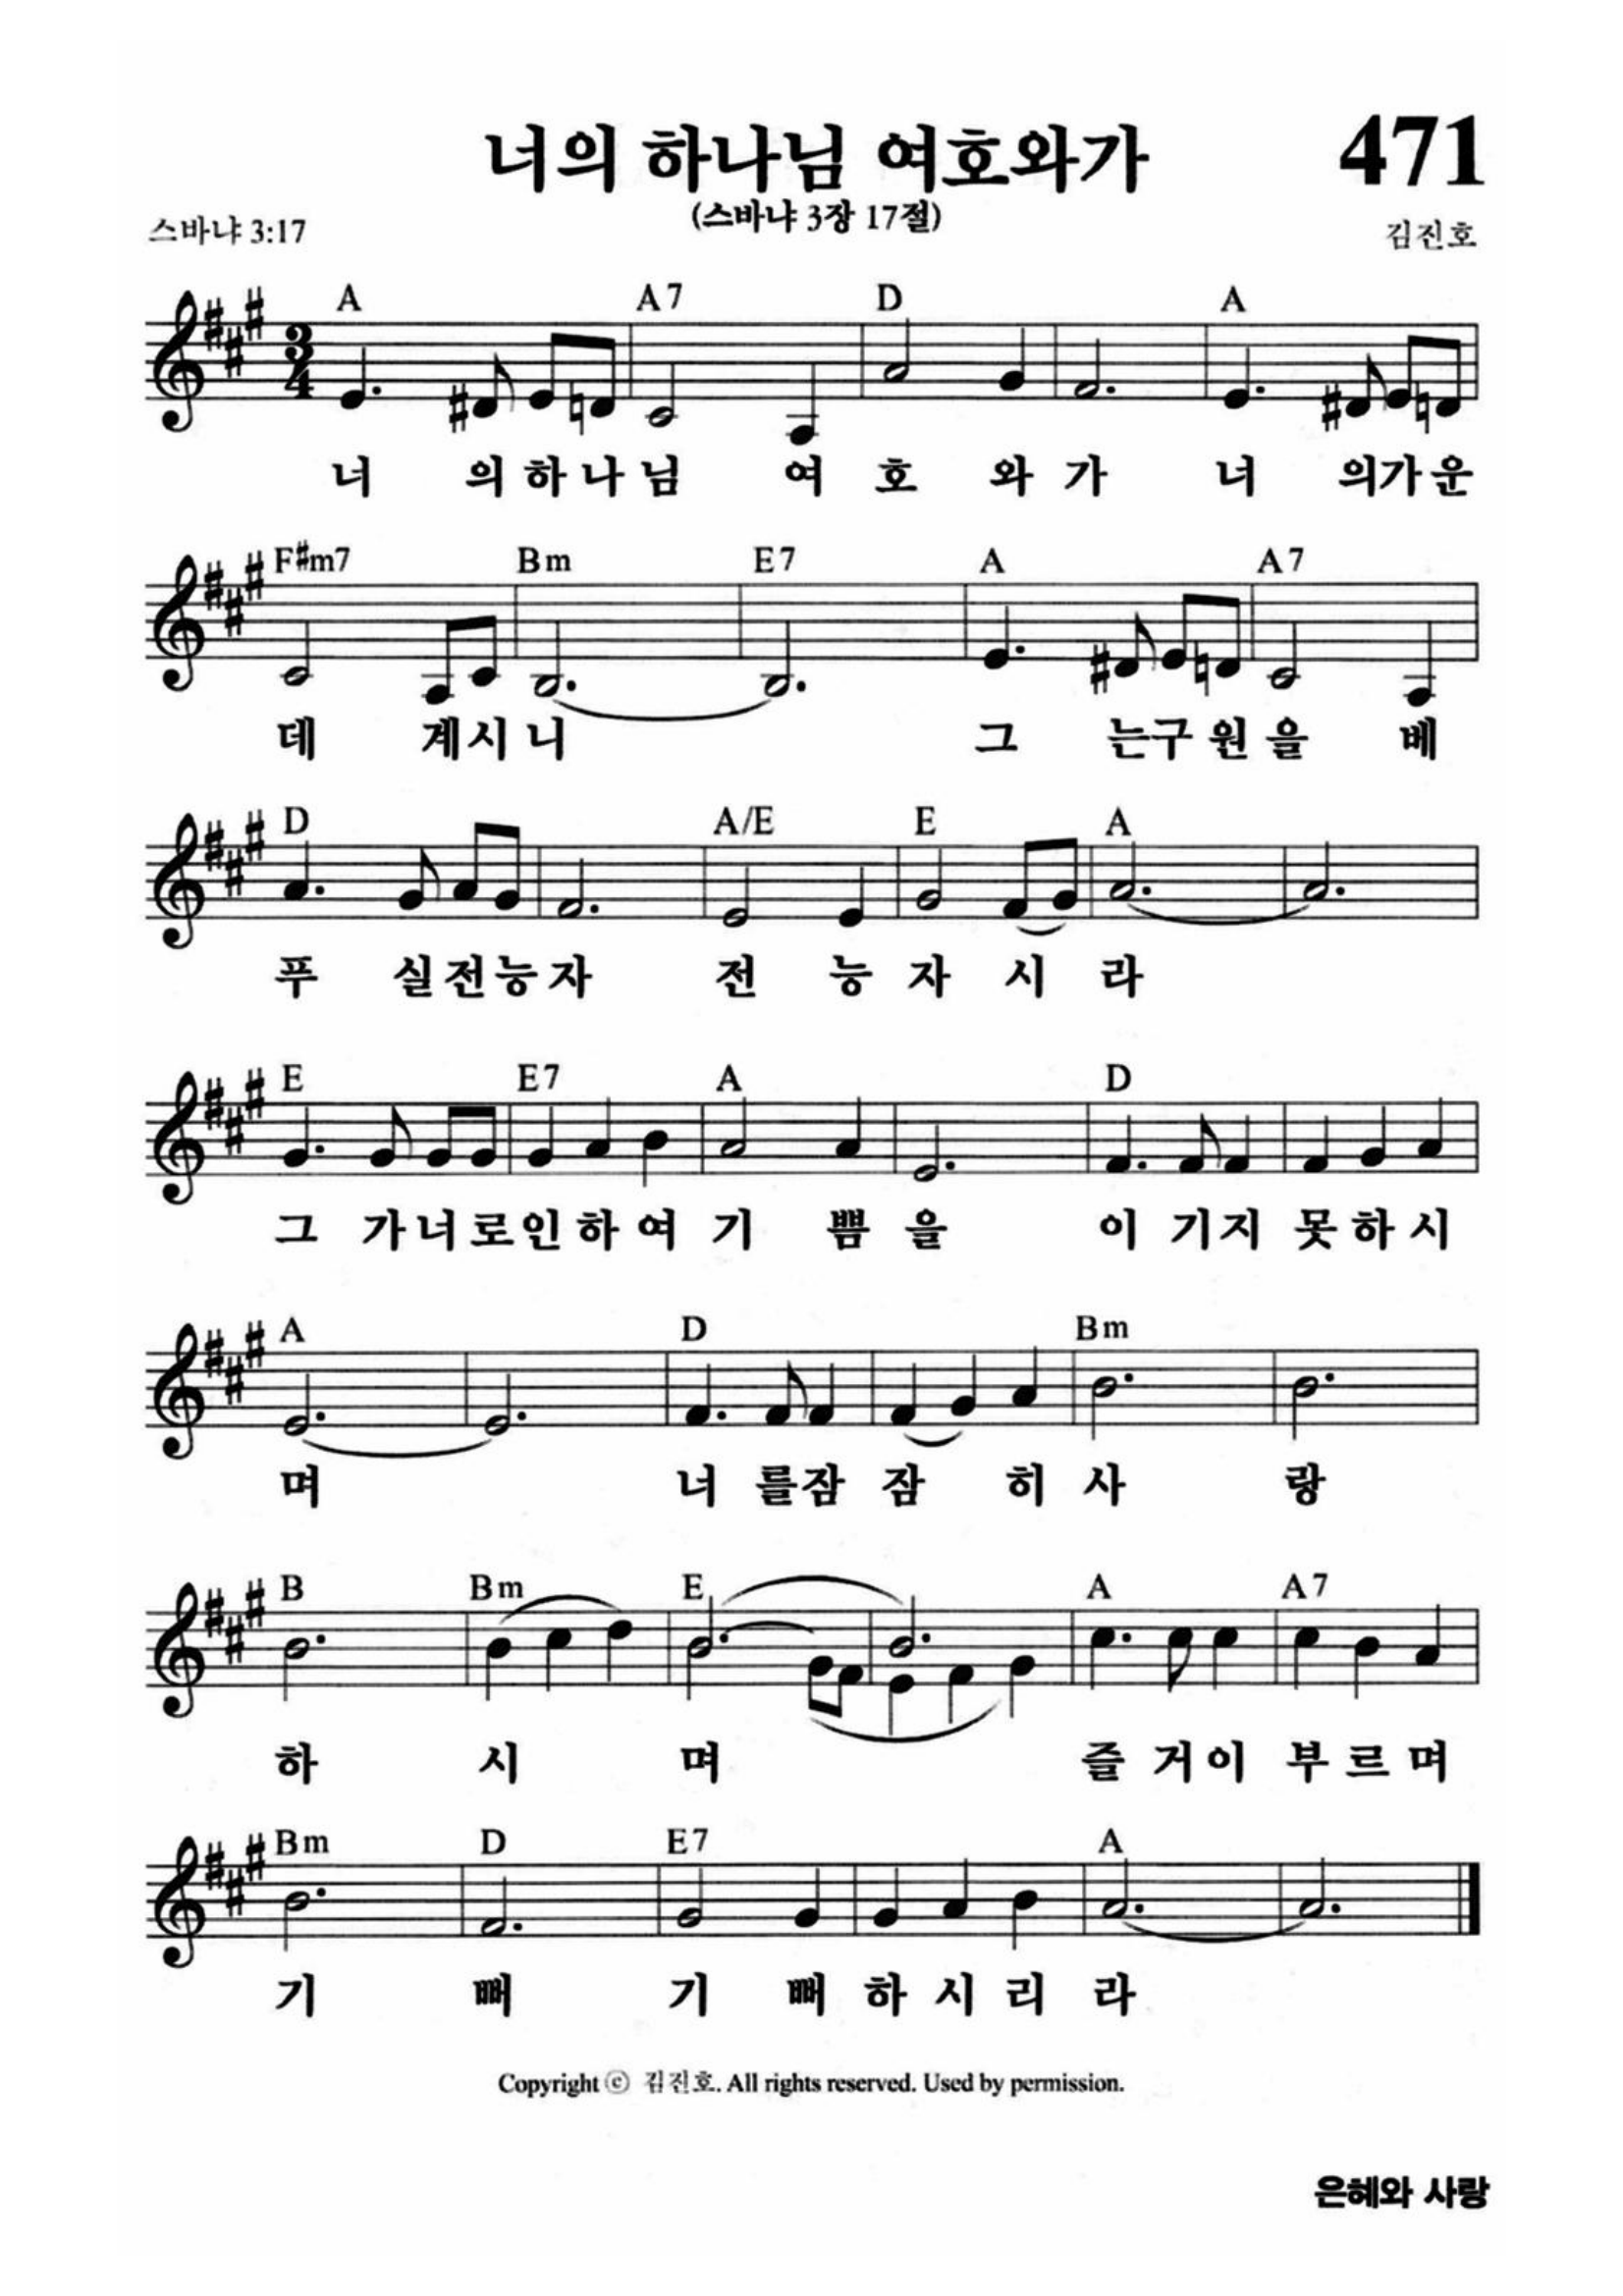 너의 하나님 여호와가
471
(스바냐 3장 17절)
스바냐 3:17
김진호
A A7 D A
너 의 하 나 님 여 호 와 가 너 의 가 운
F#m7 Bm E7 A A7
데 계 시 니 그 는 구 원 을 베
D A/E E A
푸 실 전 능 자 전 능 자 시 라
E E7 A D
그 가 너 로 인 하 여 기 쁨 을 이 기 지 못 하 시
A D Bm
며 너 를 잠 잠 히 사 랑
B Bm E A A7
하 시 며 즐 거 이 부 르 며
Bm D E7 A
기 뻐 기 뻐 하 시 리 라
Copyright ⓒ 김진호. All rights reserved. Used by permission.
은혜와 사랑